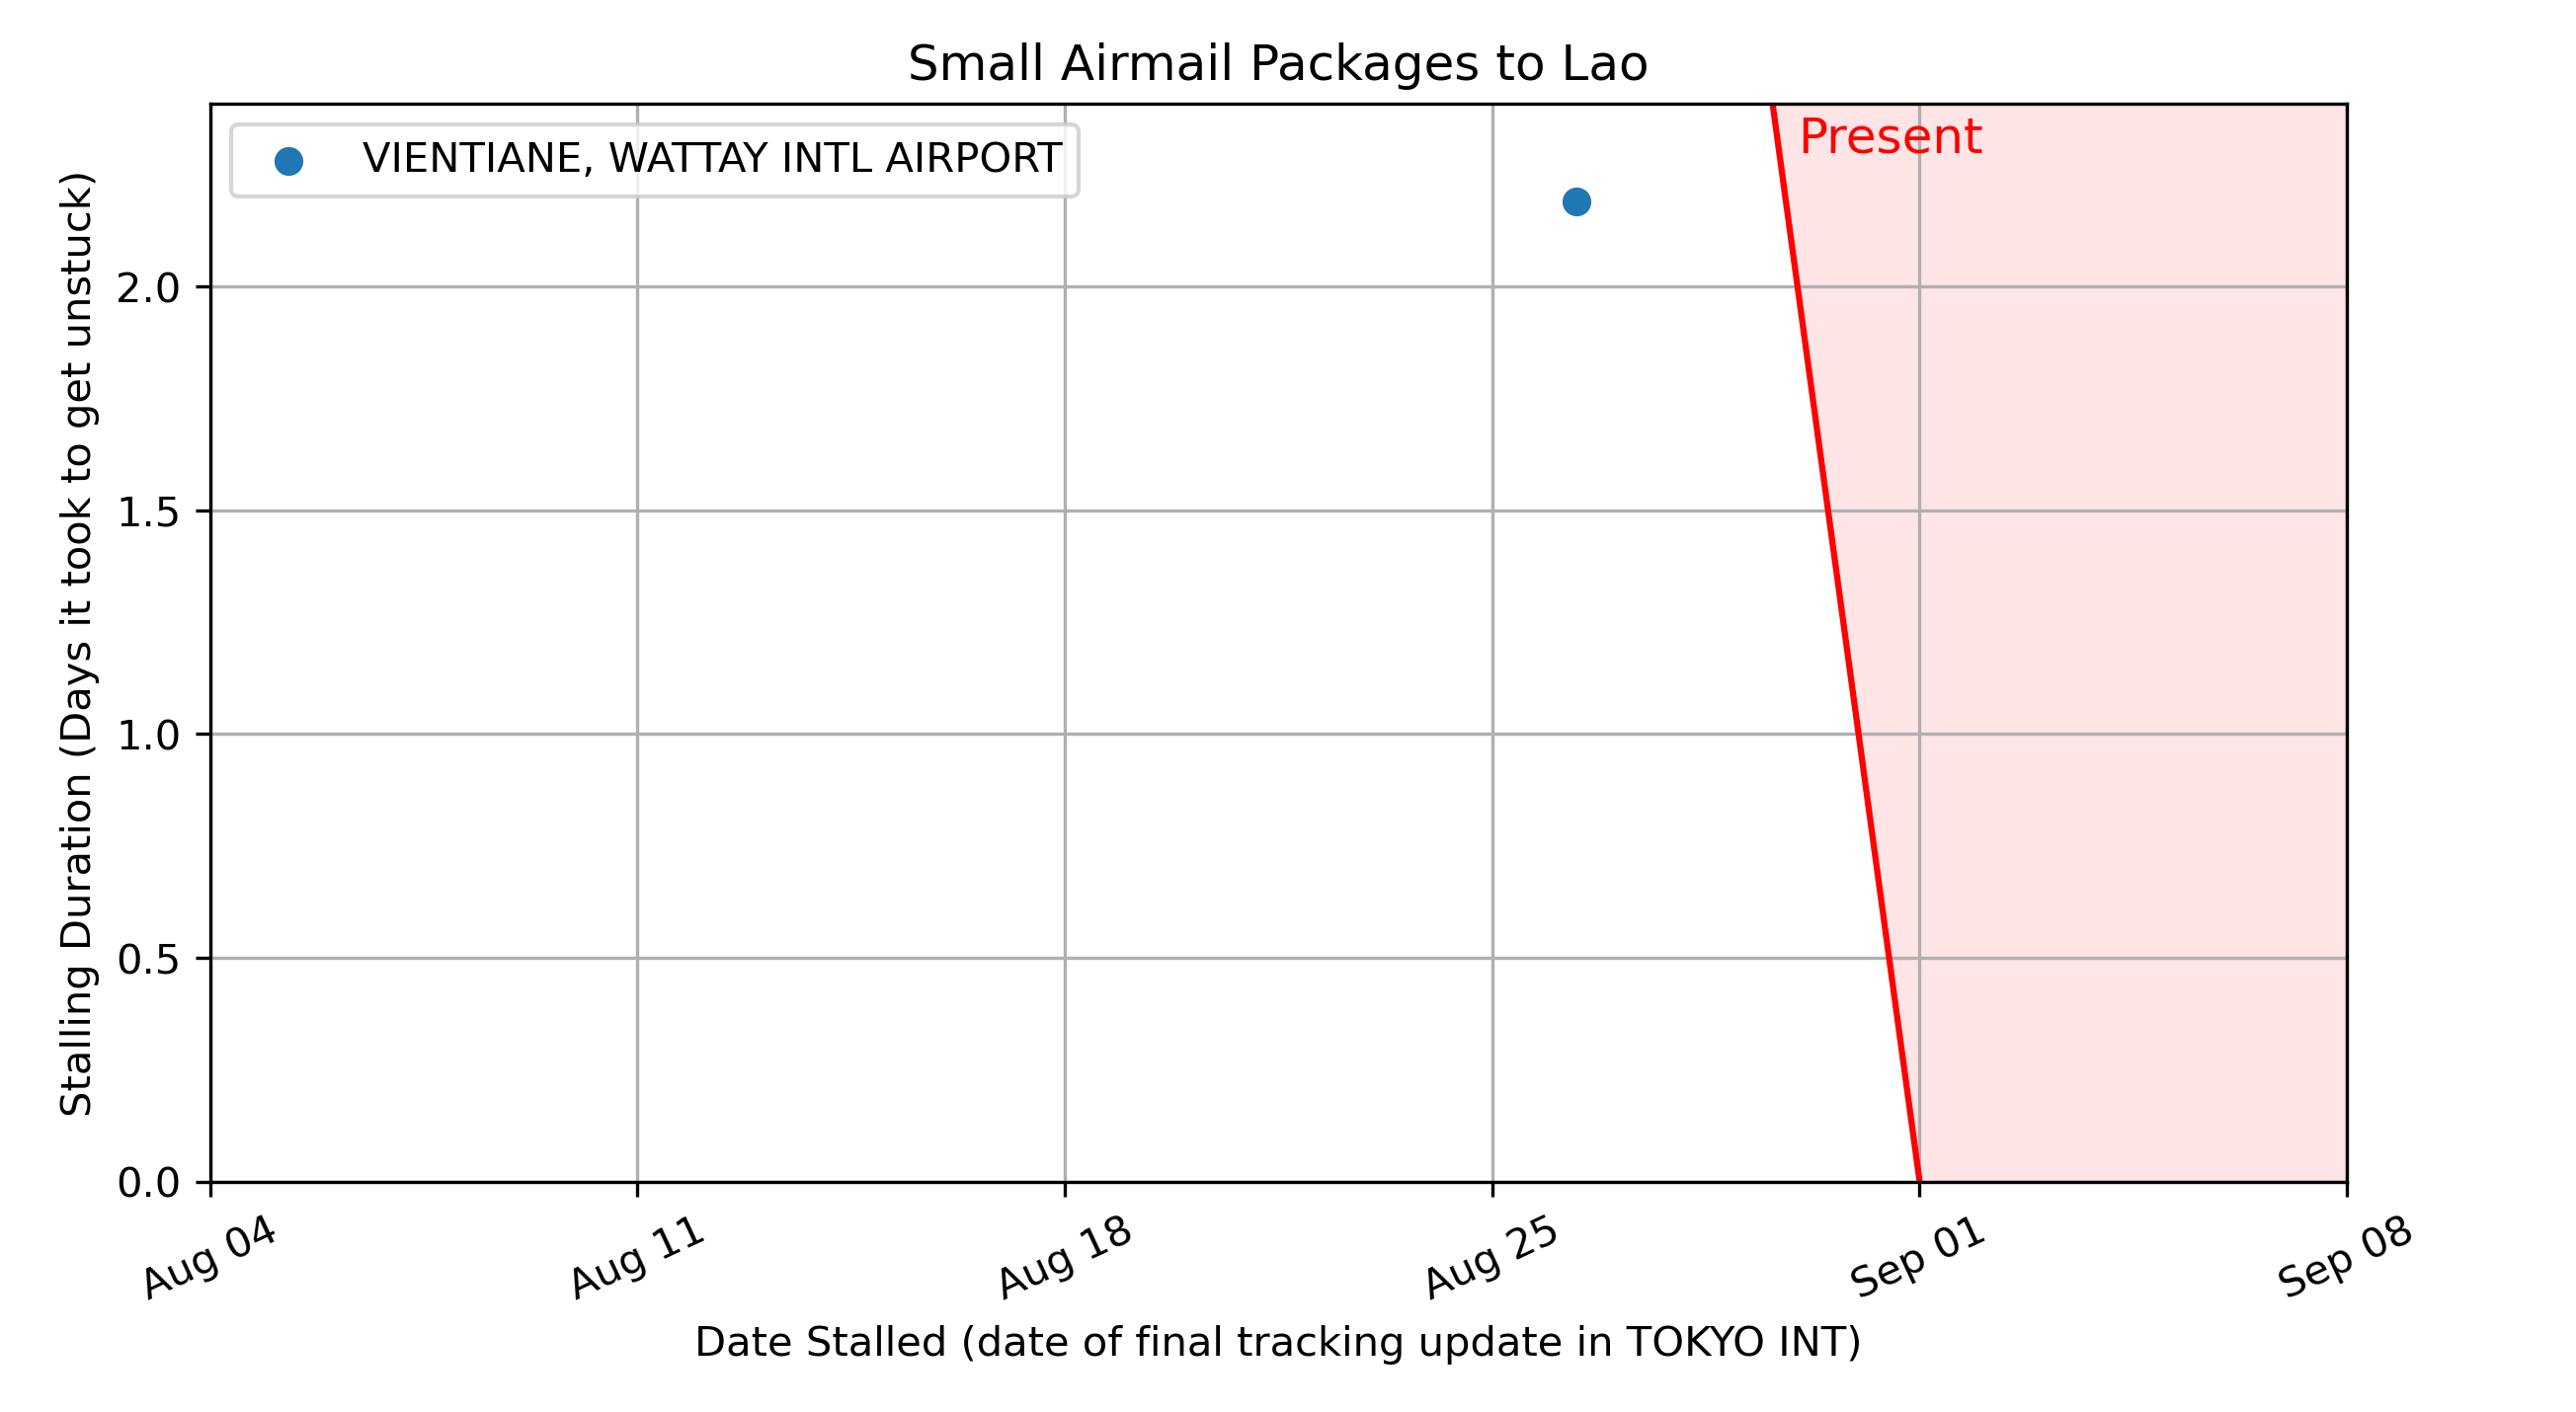 Small Airmail Packages to Lao
VIENTIANE, WATTAY INTL AIRPORT
Present
Stalling Duration (Days it took to get unstuck)
2.0
1.5
1.0
0.5
0.0
Aug 04
Aug 11
Aug 18
Aug 25
Sep 01
Sep 08
Date Stalled (date of final tracking update in TOKYO INT)